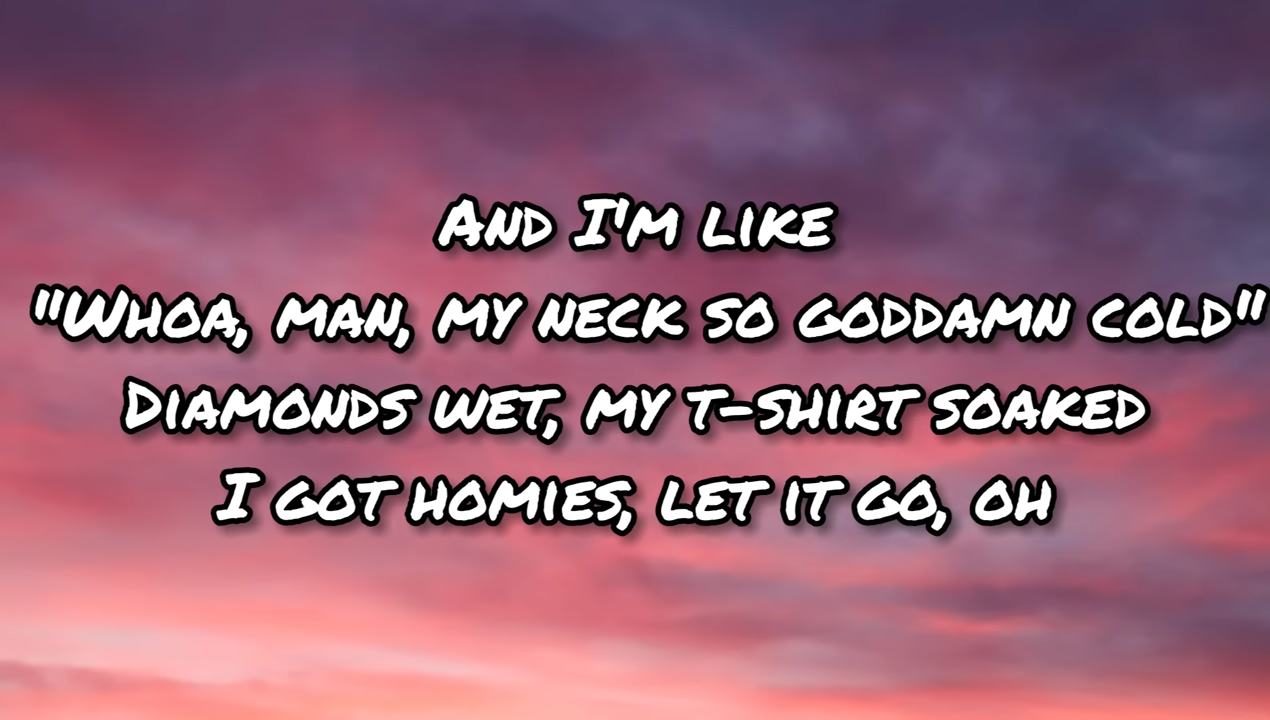 And I'm like
"Whoa, man, my neck so goddamn cold"
Diamonds wet, my t-shirt soaked
I got homies, let it go, oh